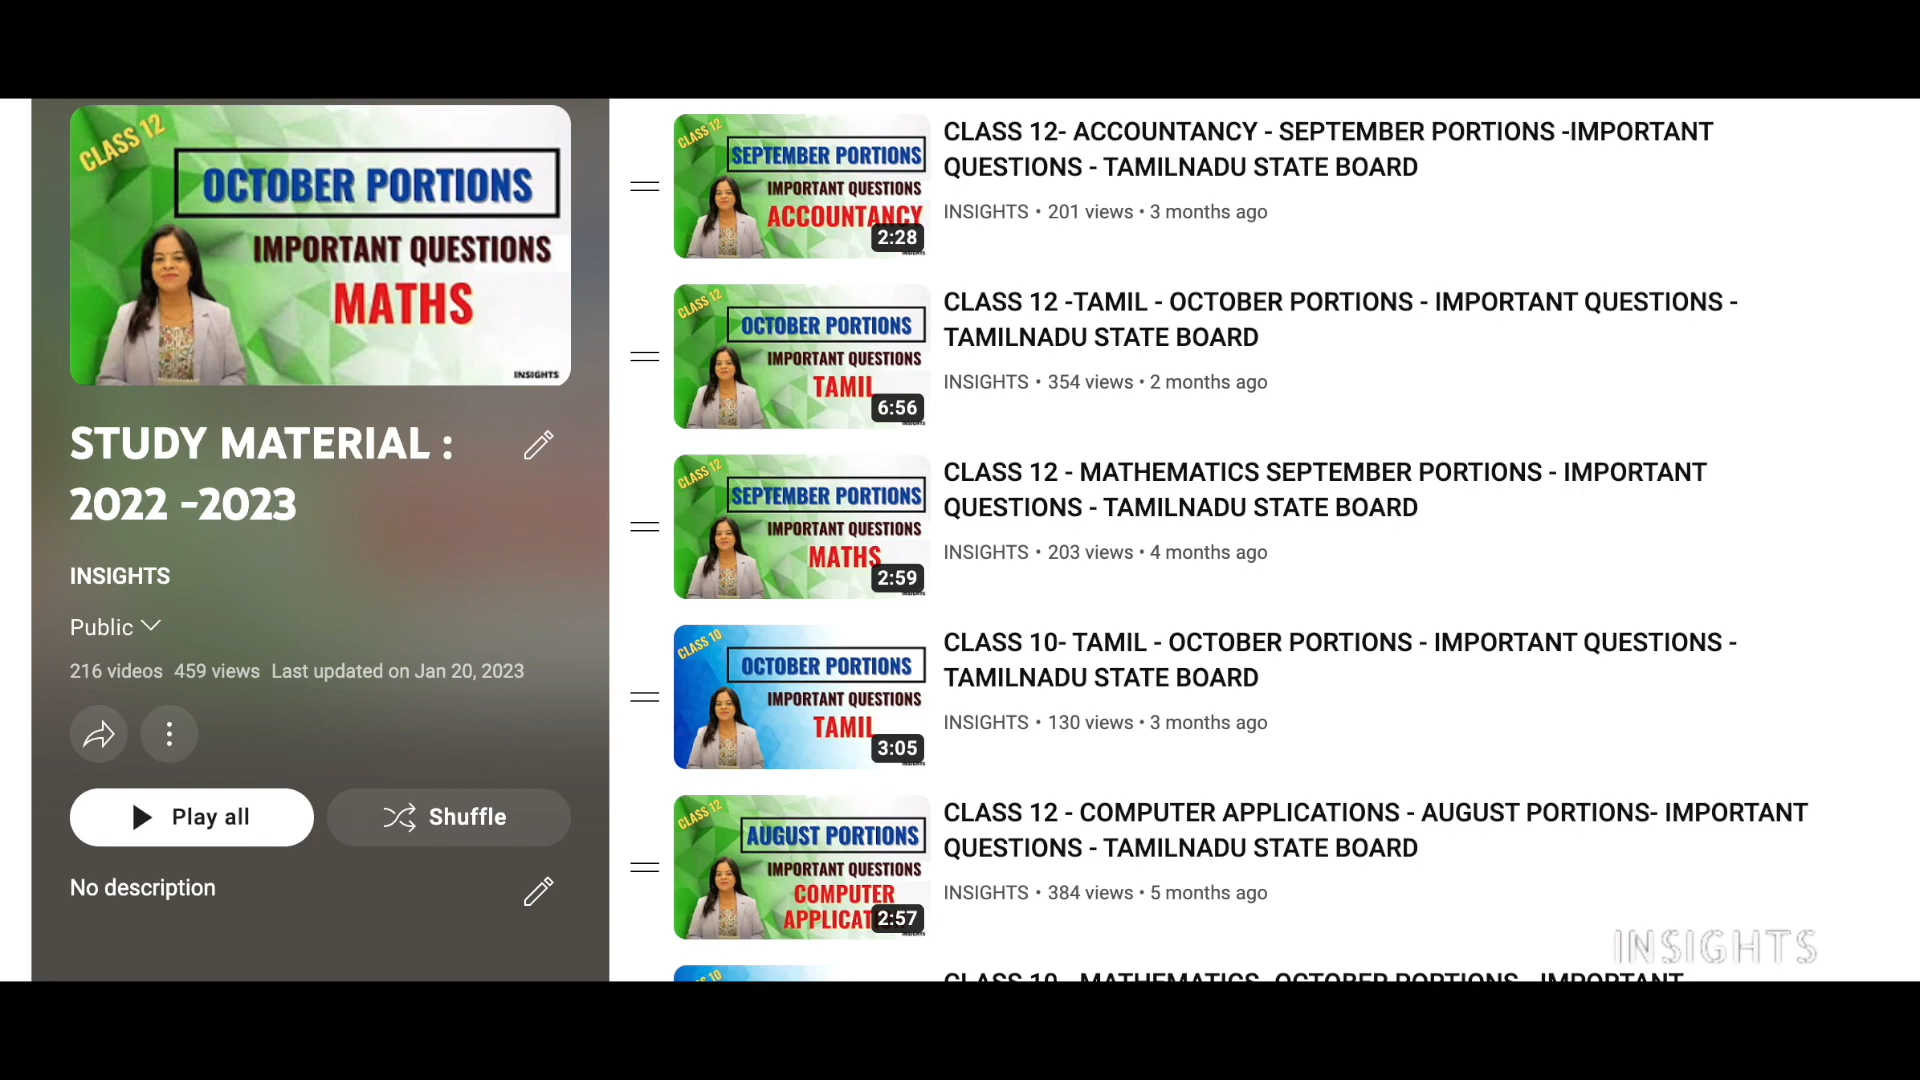 CLASS 12
OCTOBER PORTIONS
IMPORTANT QUESTIONS
MATHS
INSIGHTS
STUDY MATERIAL :
2022 -2023
INSIGHTS
Public
216 videos 459 views Last updated on Jan 20, 2023
Play all
Shuffle
No description
CLASS 12
SEPTEMBER PORTIONS
IMPORTANT QUESTIONS
ACCOUNTANCY
2:28
CLASS 12- ACCOUNTANCY - SEPTEMBER PORTIONS -IMPORTANT
QUESTIONS - TAMILNADU STATE BOARD
INSIGHTS • 201 views • 3 months ago
CLASS 12
OCTOBER PORTIONS
IMPORTANT QUESTIONS
TAMIL
6:56
CLASS 12 -TAMIL - OCTOBER PORTIONS - IMPORTANT QUESTIONS -
TAMILNADU STATE BOARD
INSIGHTS • 354 views • 2 months ago
CLASS 12
SEPTEMBER PORTIONS
IMPORTANT QUESTIONS
MATHS
2:59
CLASS 12 - MATHEMATICS SEPTEMBER PORTIONS - IMPORTANT
QUESTIONS - TAMILNADU STATE BOARD
INSIGHTS • 203 views • 4 months ago
CLASS 10
OCTOBER PORTIONS
IMPORTANT QUESTIONS
TAMIL
3:05
CLASS 10- TAMIL - OCTOBER PORTIONS - IMPORTANT QUESTIONS -
TAMILNADU STATE BOARD
INSIGHTS • 130 views • 3 months ago
CLASS 12
AUGUST PORTIONS
IMPORTANT QUESTIONS
COMPUTER
APPLICAT
2:57
CLASS 12 - COMPUTER APPLICATIONS - AUGUST PORTIONS- IMPORTANT
QUESTIONS - TAMILNADU STATE BOARD
INSIGHTS • 384 views • 5 months ago
INSIGHTS
10
CLASS 10 - MATHEMATICS- OCTOBER PORTIONS - IMPORTANT